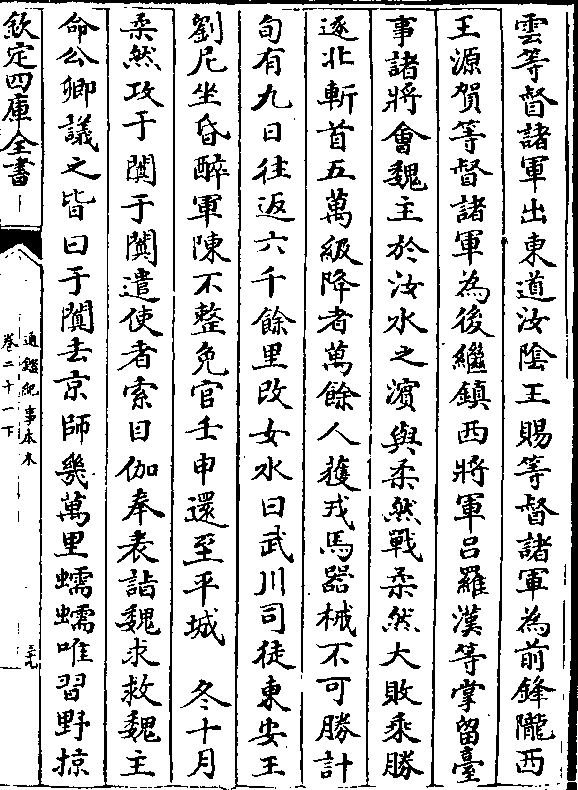 雲等督諸軍出東道汝陰王賜等督諸軍為前鋒隴西
王源賀等督諸軍為後繼鎮西將軍吕羅漢等掌留臺
事諸將會魏主於汝水之濱與柔然戰柔然大敗乘勝
逐北斬首五萬級降者萬餘人獲戎馬器械不可勝計
旬有九日往返六千餘里改女水曰武川司徒東安王
劉尼坐昏醉軍陳不整免官壬申還至平城　冬十月
柔然攻于闐于闐遣使者索目伽奉表詣魏求救魏主
命公卿議之皆曰于闐去京師幾萬里蠕蠕唯習野掠
欽定四庫全書
通鑑紀事本末
卷二十一下
三九